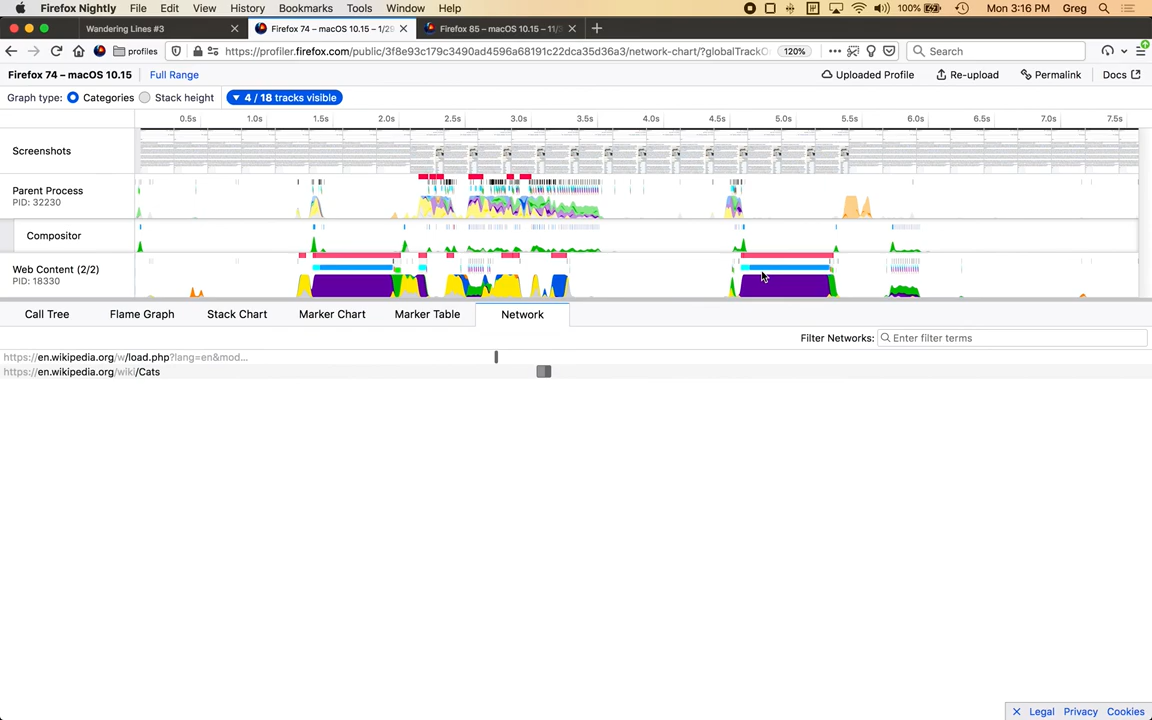 Firefox Nightly File Edit View History Bookmarks Tools Window Help 100% Mon 3:16 PM Greg
Wandering Lines #3 Firefox 74 – macOS 10.15 – 1/29 Firefox 85 – macOS 10.15 – 11/3
profiles https://profiler.firefox.com/public/3f8e93c179c3490ad4596a68191c22dca35d36a3/network-chart/?globalTrackO 120% Search
Firefox 74 – macOS 10.15 Full Range Uploaded Profile Re-upload Permalink Docs
Graph type: Categories Stack height 4 / 18 tracks visible
0.5s 1.0s 1.5s 2.0s 2.5s 3.0s 3.5s 4.0s 4.5s 5.0s 5.5s 6.0s 6.5s 7.0s 7.5s
Screenshots
Parent Process
PID: 32230
Compositor
Web Content (2/2)
PID: 18330
Call Tree Flame Graph Stack Chart Marker Chart Marker Table Network
Filter Networks: Enter filter terms
https://en.wikipedia.org/w/load.php?lang=en&mod...
https://en.wikipedia.org/wiki/Cats
Legal Privacy Cookies